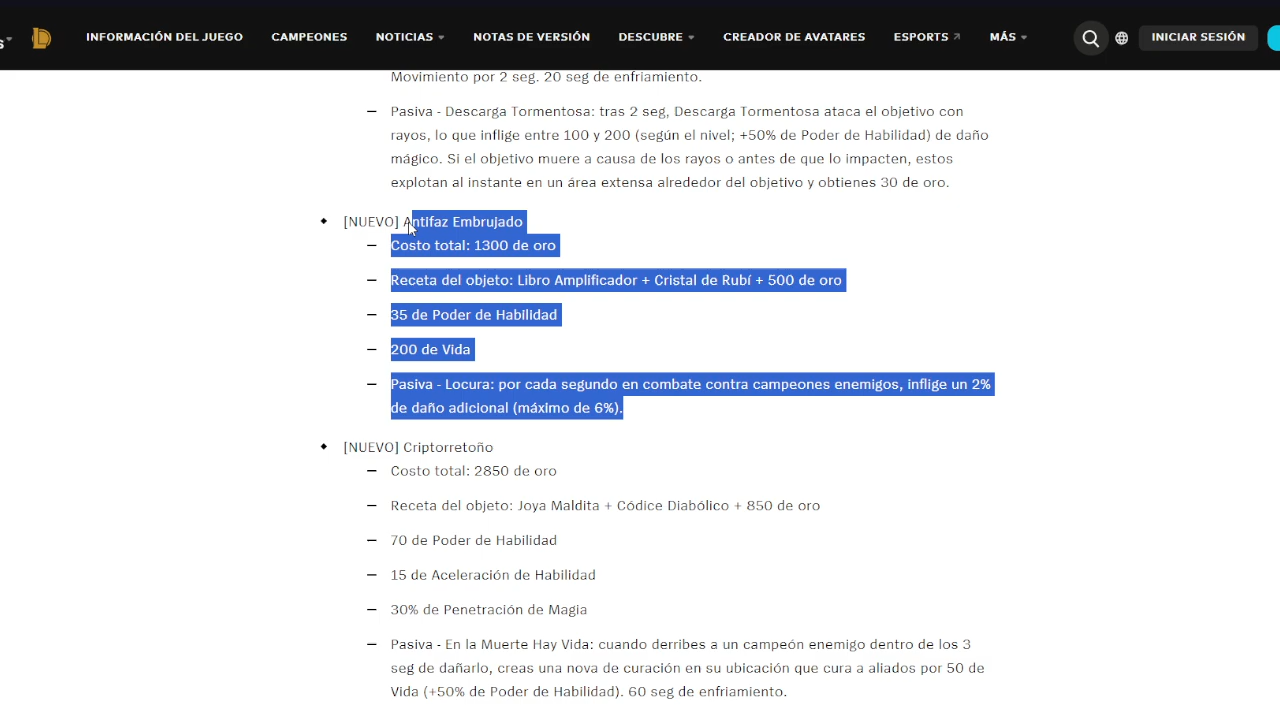 s
INFORMACIÓN DEL JUEGO CAMPEONES NOTICIAS NOTAS DE VERSIÓN DESCUBRE CREADOR DE AVATARES ESPORTS MÁS INICIAR SESIÓN
Movimiento por 2 seg. 20 seg de enfriamiento.
— Pasiva - Descarga Tormentosa: tras 2 seg, Descarga Tormentosa ataca el objetivo con
rayos, lo que inflige entre 100 y 200 (según el nivel; +50% de Poder de Habilidad) de daño
mágico. Si el objetivo muere a causa de los rayos o antes de que lo impacten, estos
explotan al instante en un área extensa alrededor del objetivo y obtienes 30 de oro.
[NUEVO] Antifaz Embrujado
— Costo total: 1300 de oro
— Receta del objeto: Libro Amplificador + Cristal de Rubí + 500 de oro
— 35 de Poder de Habilidad
— 200 de Vida
— Pasiva - Locura: por cada segundo en combate contra campeones enemigos, inflige un 2%
de daño adicional (máximo de 6%).
[NUEVO] Criptorretoño
— Costo total: 2850 de oro
— Receta del objeto: Joya Maldita + Códice Diabólico + 850 de oro
— 70 de Poder de Habilidad
— 15 de Aceleración de Habilidad
— 30% de Penetración de Magia
— Pasiva - En la Muerte Hay Vida: cuando derribes a un campeón enemigo dentro de los 3
seg de dañarlo, creas una nova de curación en su ubicación que cura a aliados por 50 de
Vida (+50% de Poder de Habilidad). 60 seg de enfriamiento.